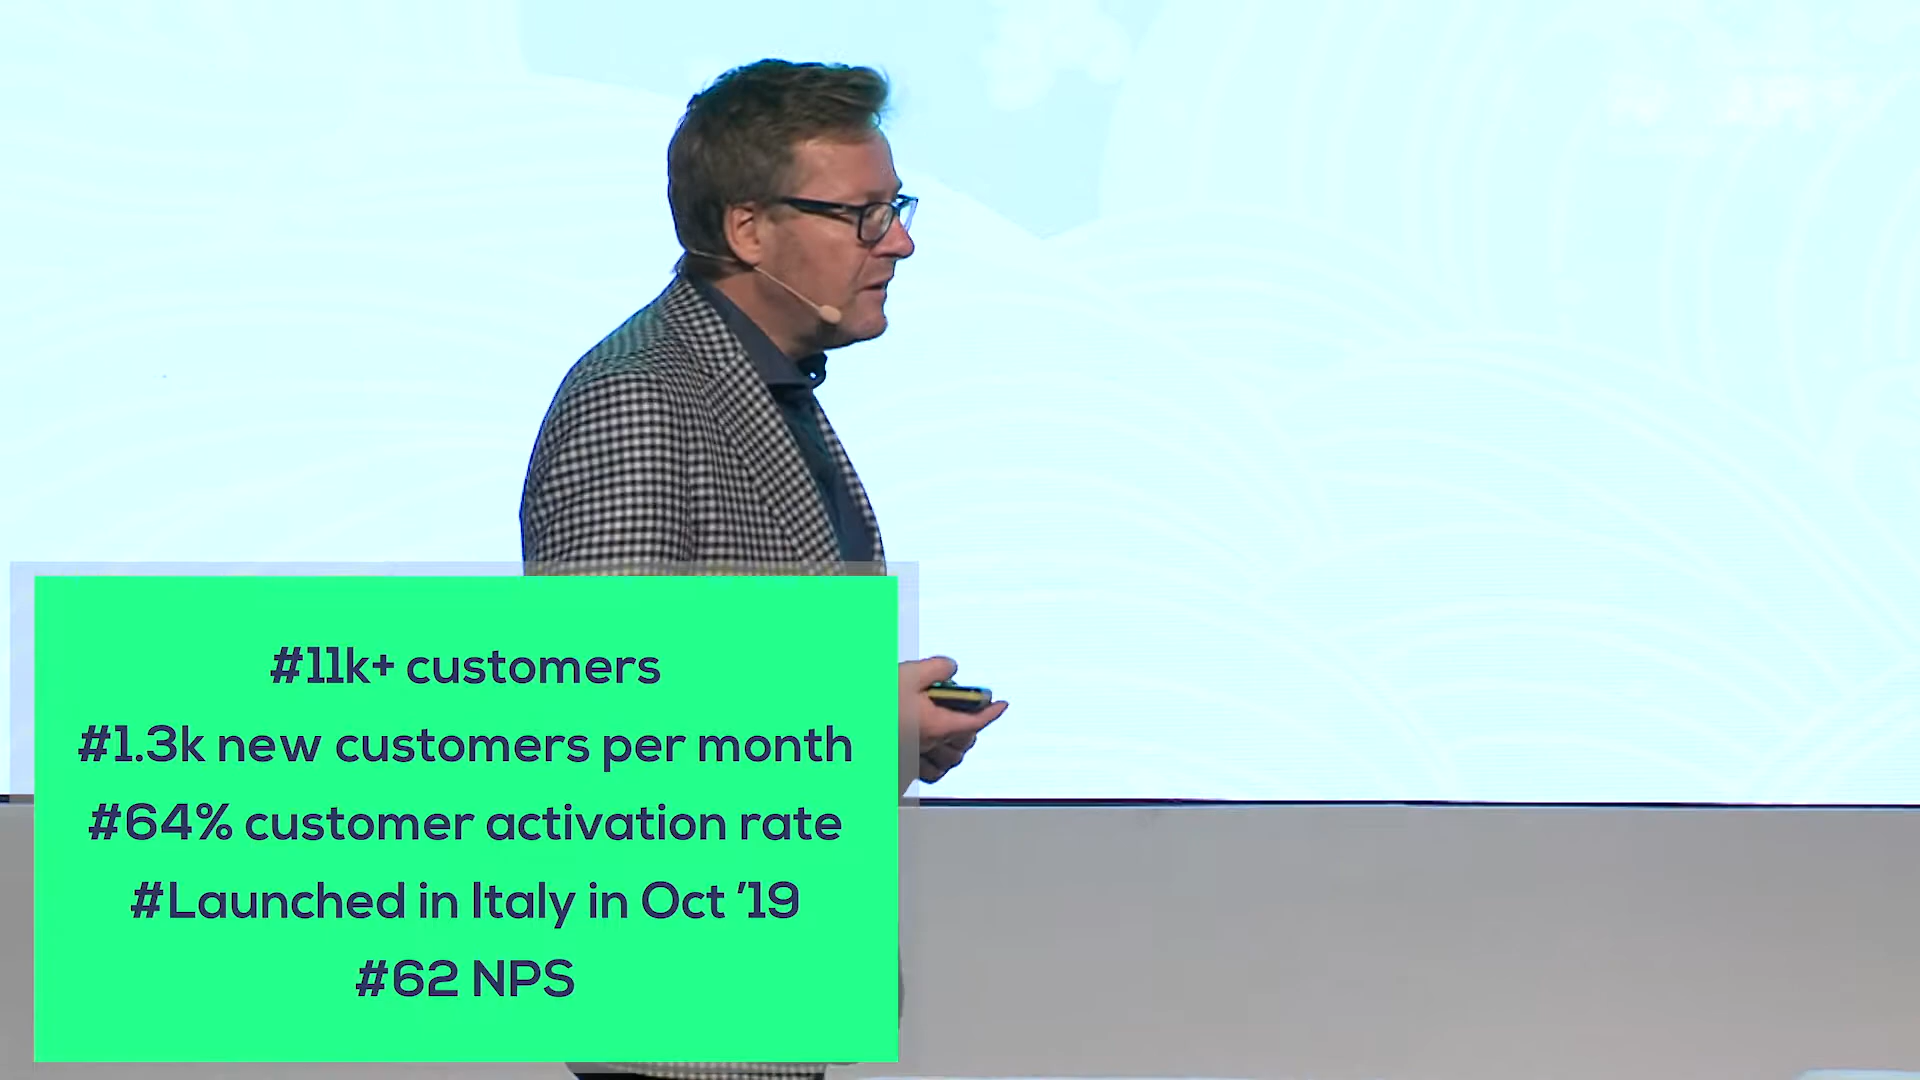 #11k+ customers
#1.3k new customers per month
#64% customer activation rate
#Launched in Italy in Oct '19
#62 NPS